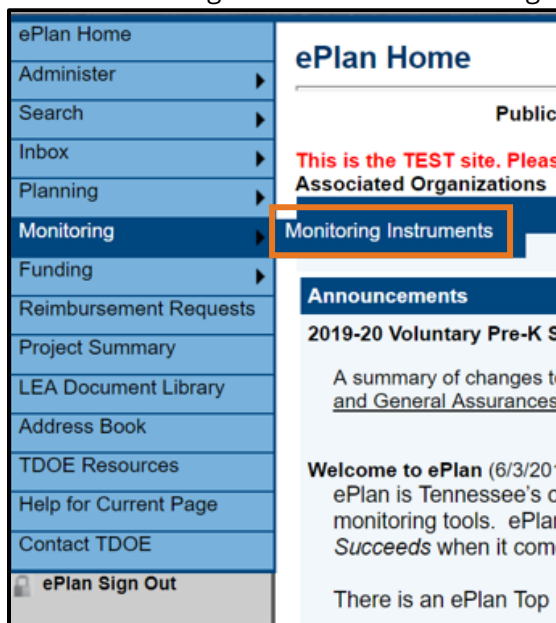 ePlan Home
Administer
Search
Inbox
Planning
Monitoring
Monitoring Instruments
Funding
Reimbursement Requests
Project Summary
LEA Document Library
Address Book
TDOE Resources
Help for Current Page
Contact TDOE
ePlan Sign Out
ePlan Home
Public
This is the TEST site. Pleas
Associated Organizations
Announcements
2019-20 Voluntary Pre-K S
A summary of changes t
and General Assurances
Welcome to ePlan (6/3/201
ePlan is Tennessee's c
monitoring tools. ePlan
Succeeds when it com
There is an ePlan Top